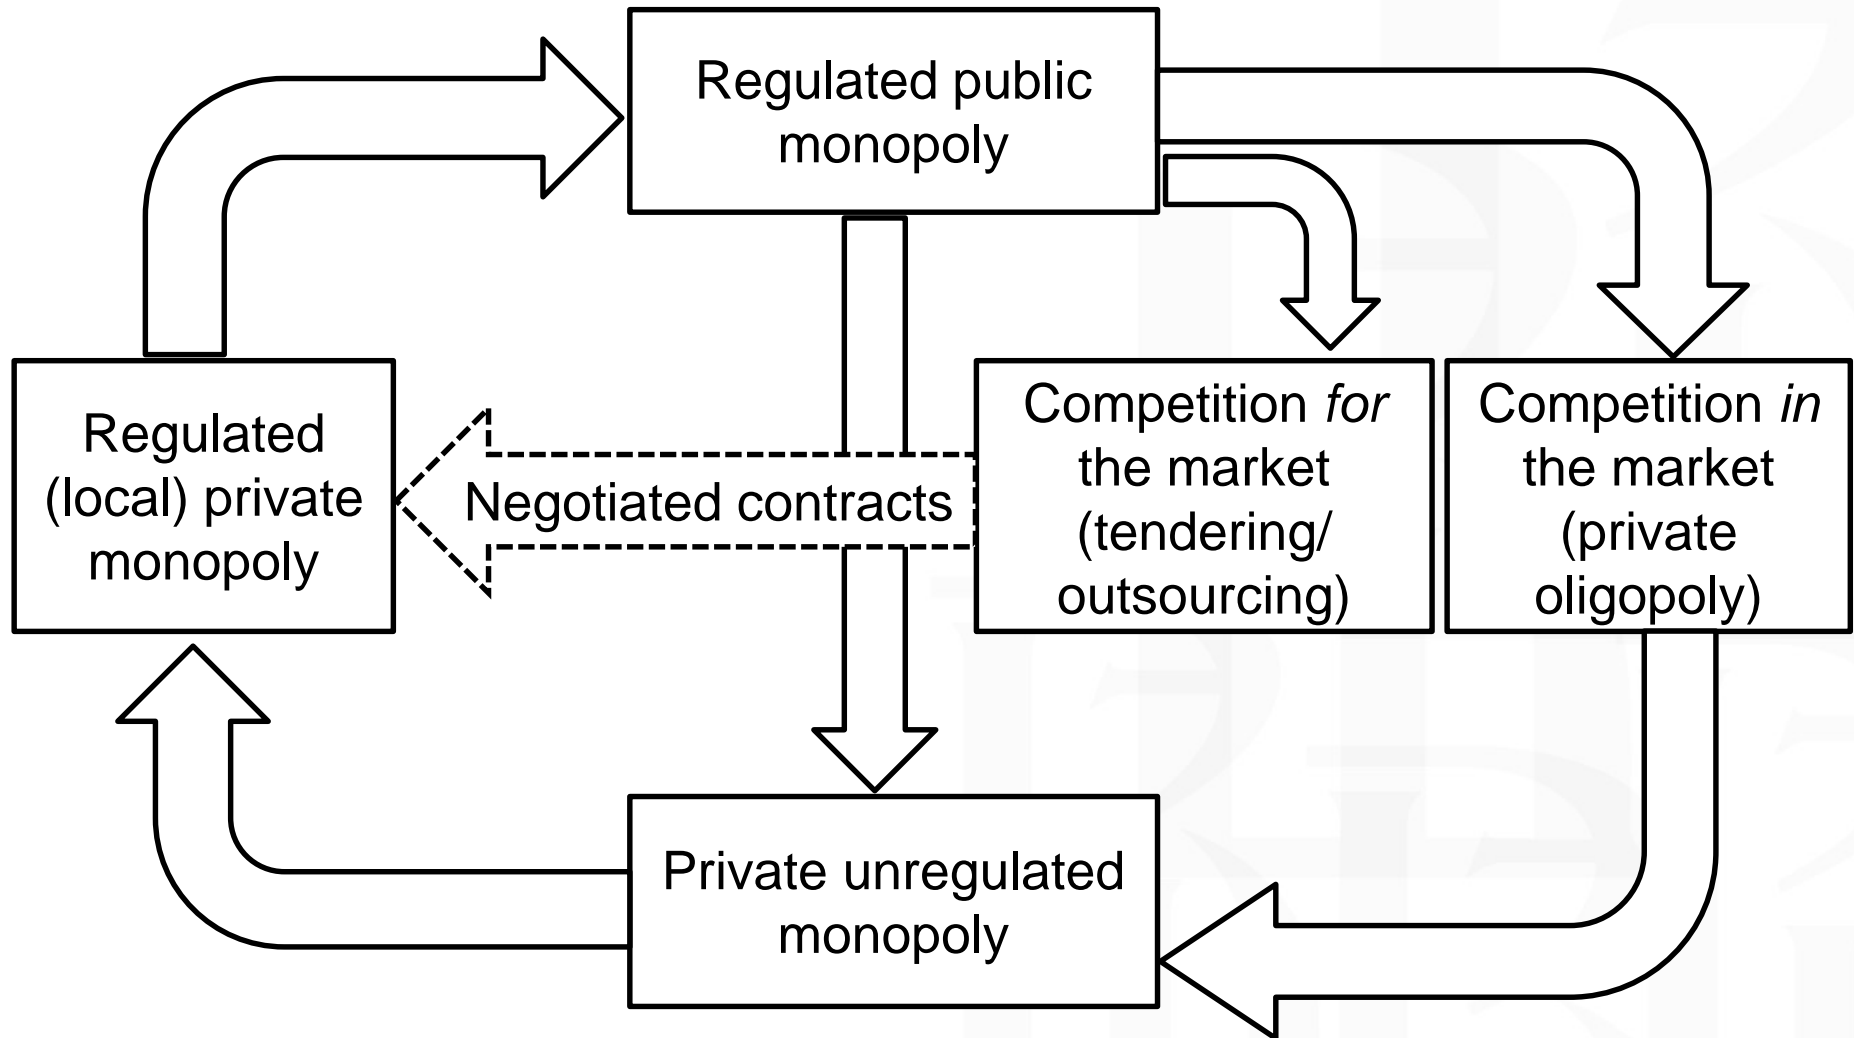 Regulated public
monopoly
Regulated
(local) private
monopoly
Negotiated contracts
Competition for
the market
(tendering/
outsourcing)
Competition in
the market
(private
oligopoly)
Private unregulated
monopoly